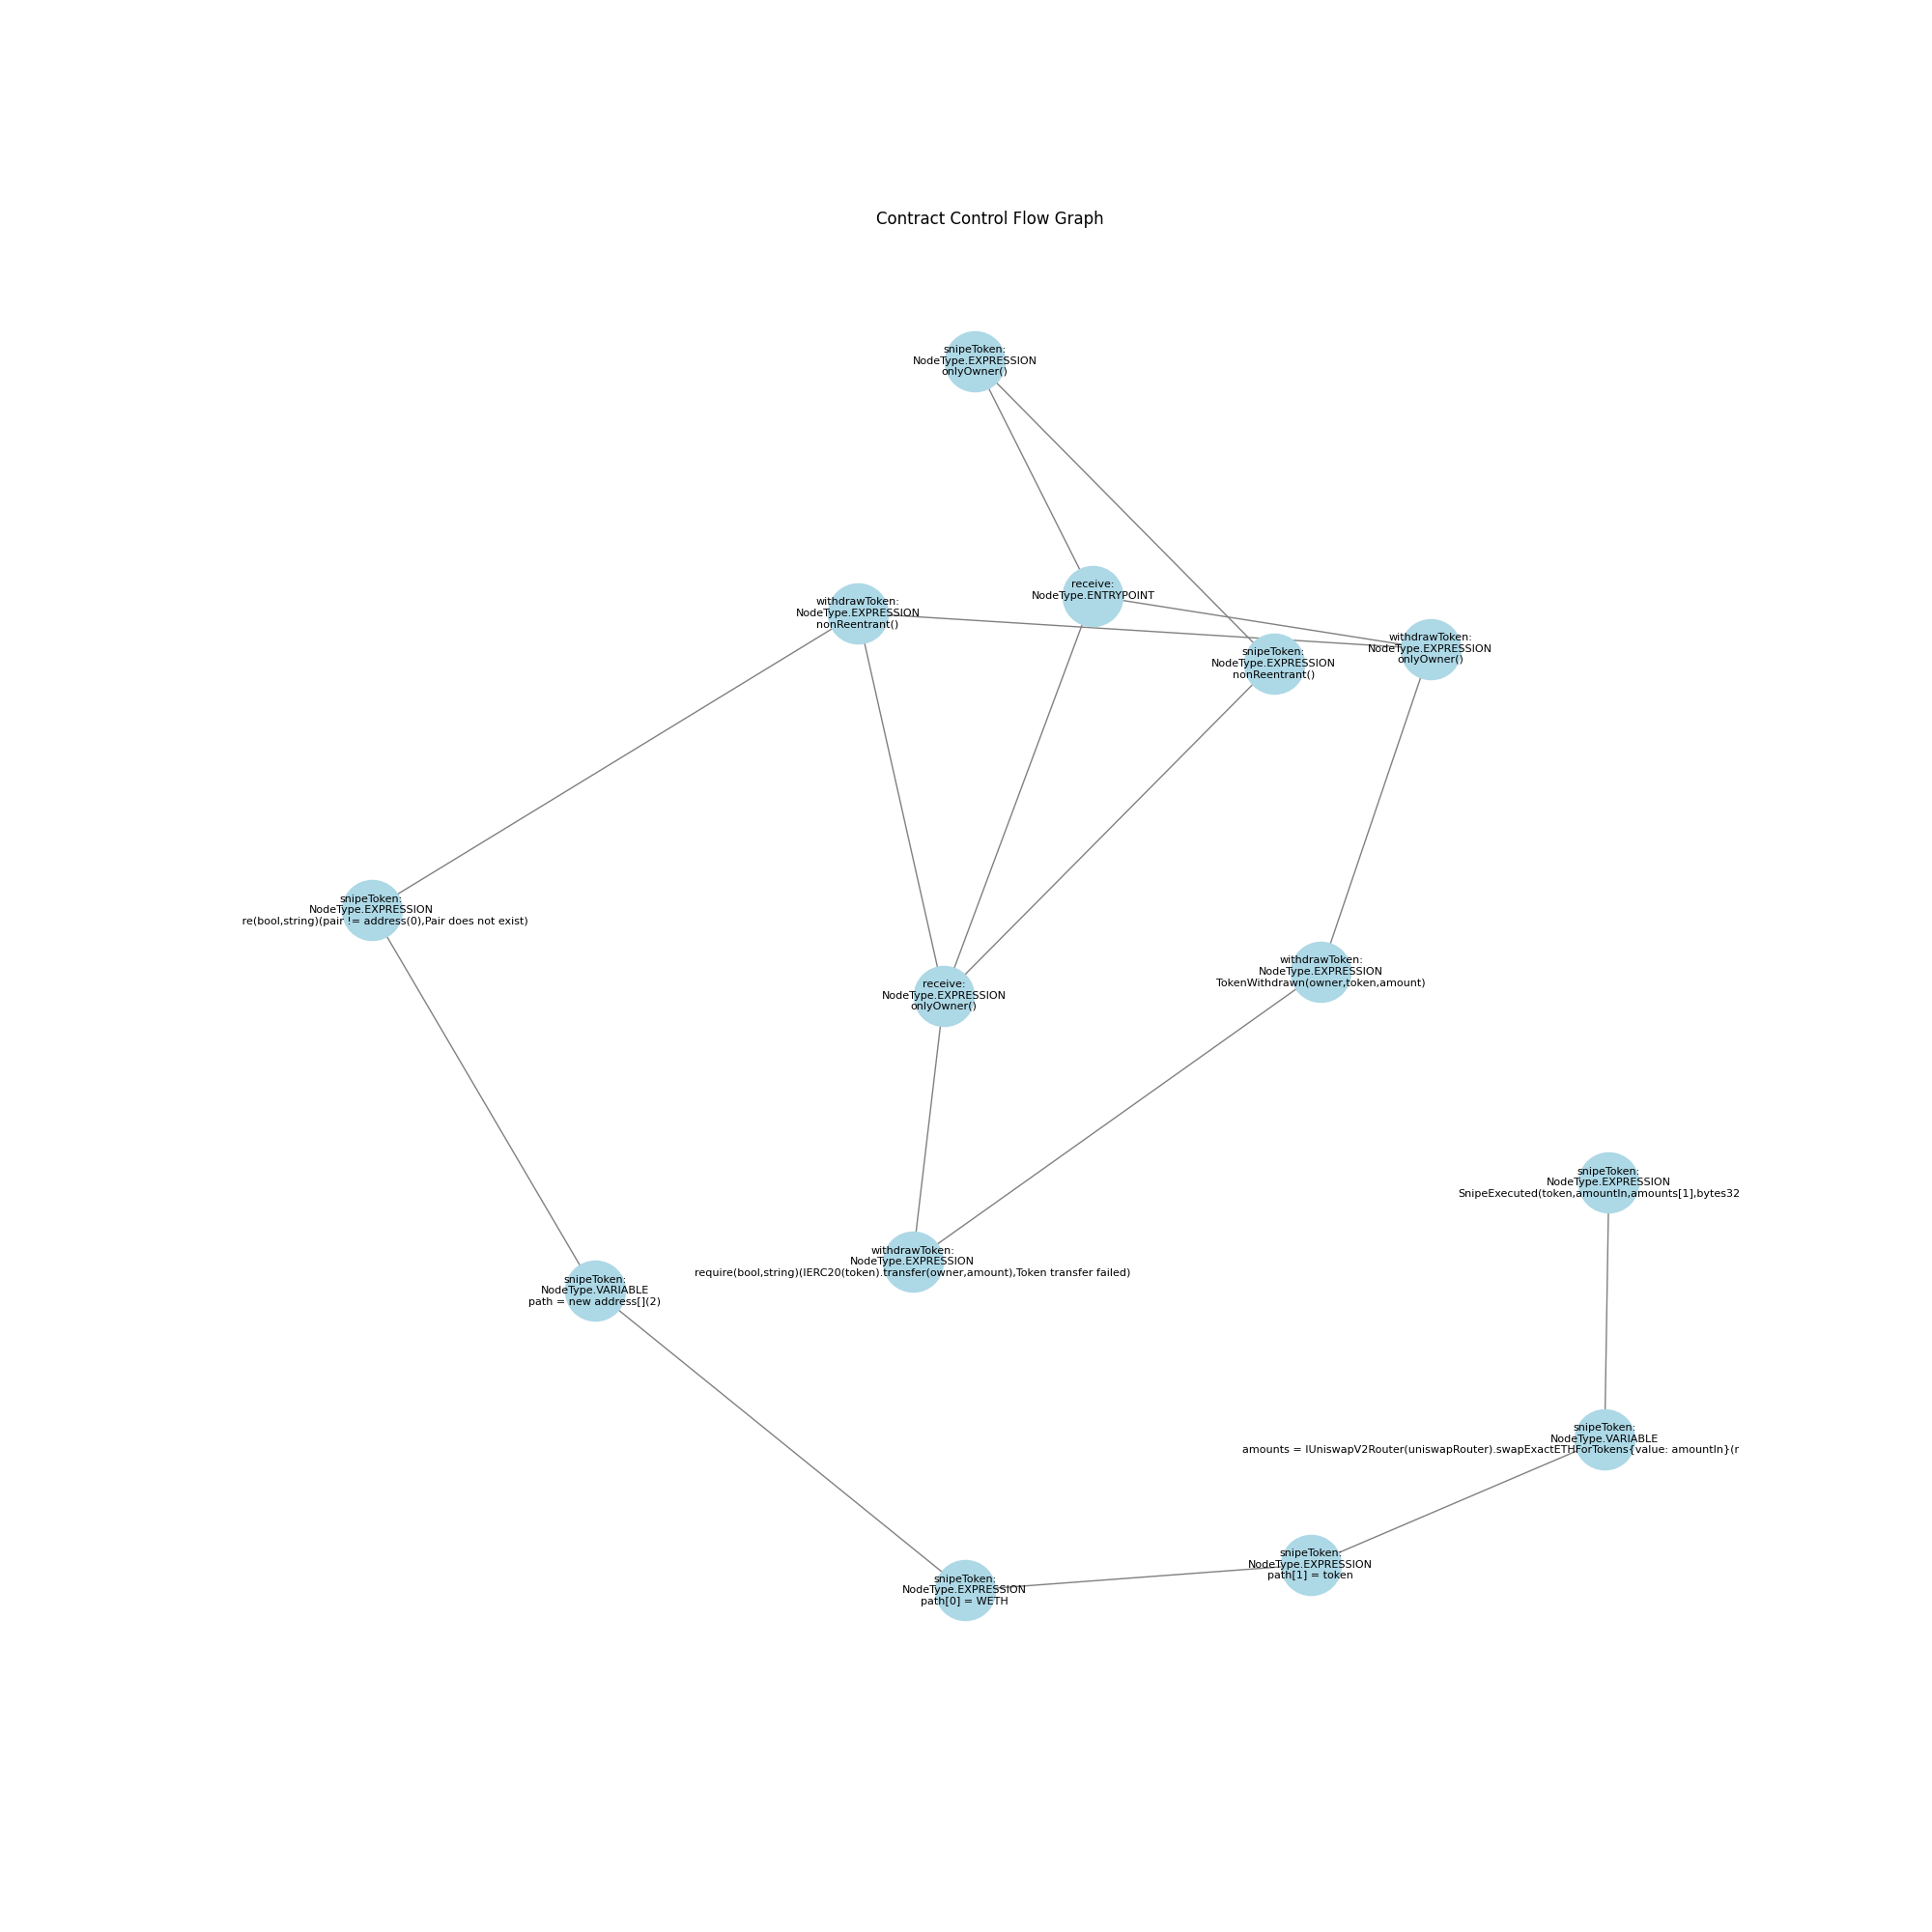 Contract Control Flow Graph
snipeToken:
NodeType.EXPRESSION
onlyOwner()
receive:
NodeType.ENTRYPOINT
withdrawToken:
NodeType.EXPRESSION
nonReentrant()
withdrawToken:
NodeType.EXPRESSION
onlyOwner()
snipeToken:
NodeType.EXPRESSION
nonReentrant()
snipeToken:
NodeType.EXPRESSION
re(bool,string)(pair != address(0),Pair does not exist)
withdrawToken:
NodeType.EXPRESSION
TokenWithdrawn(owner,token,amount)
receive:
NodeType.EXPRESSION
onlyOwner()
snipeToken:
NodeType.EXPRESSION
SnipeExecuted(token,amountIn,amounts[1],bytes32
withdrawToken:
NodeType.EXPRESSION
require(bool,string)(IERC20(token).transfer(owner,amount),Token transfer failed)
snipeToken:
NodeType.VARIABLE
path = new address[](2)
snipeToken:
NodeType.VARIABLE
amounts = IUniswapV2Router(uniswapRouter).swapExactETHForTokens{value: amountIn}(r
snipeToken:
NodeType.EXPRESSION
path[1] = token
snipeToken:
NodeType.EXPRESSION
path[0] = WETH